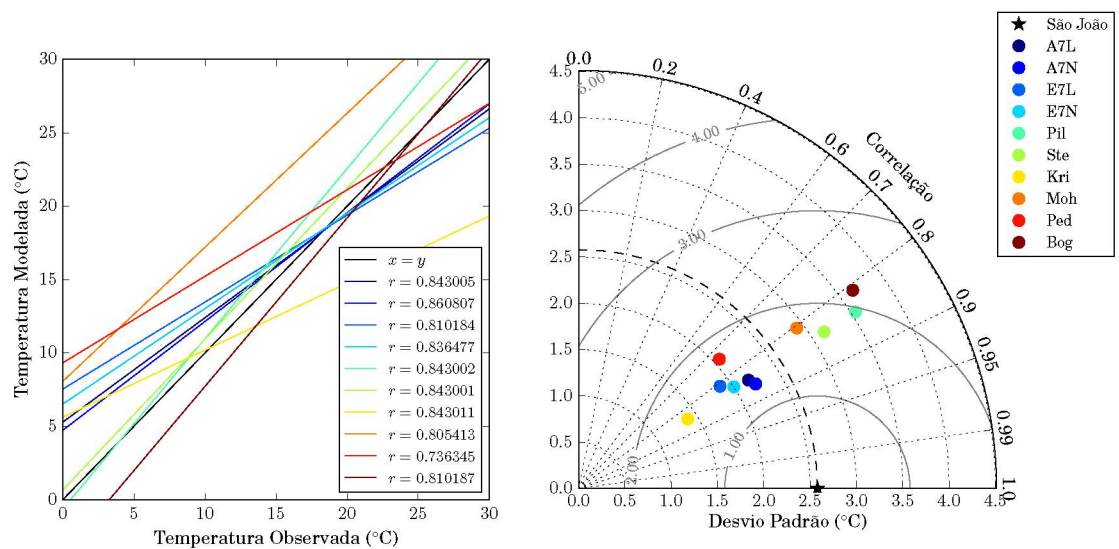 30
25
20
15
10
5
0
Temperatura Modelada (°C)
0 5 10 15 20 25 30
Temperatura Observada (°C)
x = y
r = 0.843005
r = 0.860807
r = 0.810184
r = 0.836477
r = 0.843002
r = 0.843001
r = 0.843011
r = 0.805413
r = 0.736345
r = 0.810187
4.5
4.0
3.5
3.0
2.5
2.0
1.5
1.0
0.5
0.0
0.0 0.5 1.0 1.5 2.0 2.5 3.0 3.5 4.0 4.5
Desvio Padrão (°C)
0.0
0.2
0.4
0.6
0.7
0.8
0.9
0.95
0.99
1.0
Correlação
5.00
4.00
3.00
2.00
1.00
São João
A7L
A7N
E7L
E7N
Pil
Ste
Kri
Moh
Ped
Bog